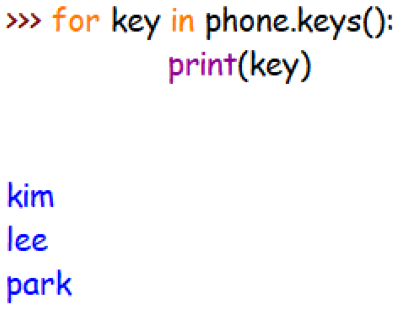 >>> for key in phone.keys():
print(key)
kim
lee
park